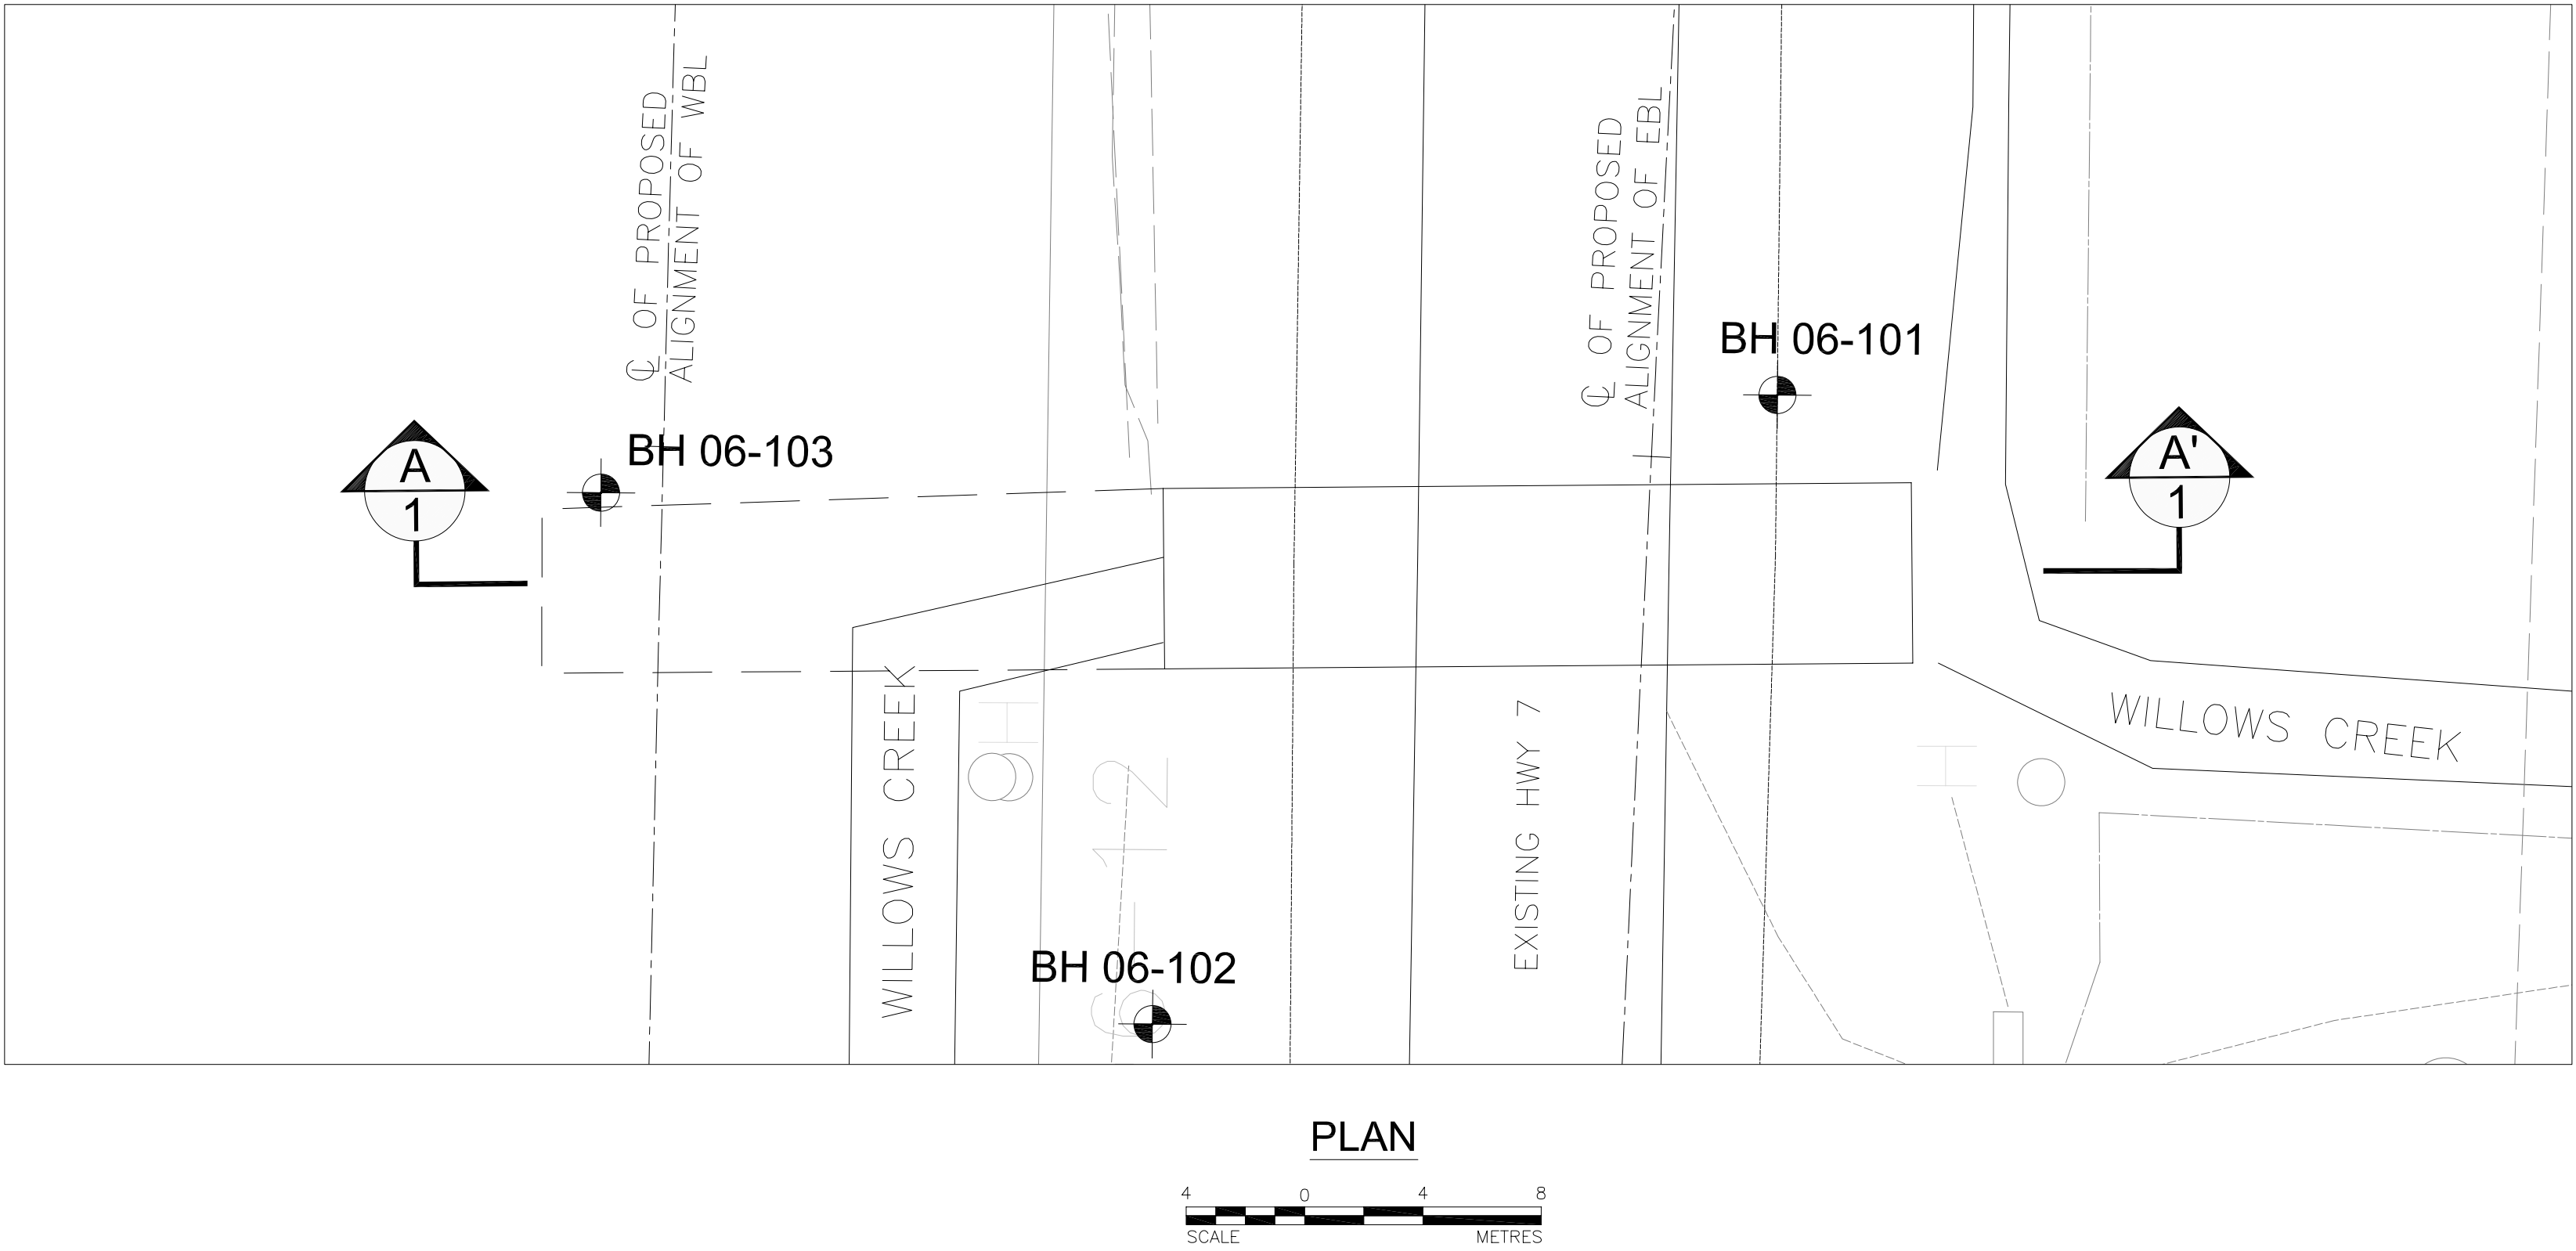 ℄ OF PROPOSED
ALIGNMENT OF WBL
℄ OF PROPOSED
ALIGNMENT OF EBL
BH 06-101
BH 06-103
A
1
A'
1
WILLOWS CREEK
H
EXISTING HWY 7
H
WILLOWS CREEK
12
BH 06-102
PLAN
4 0 4 8
SCALE METRES